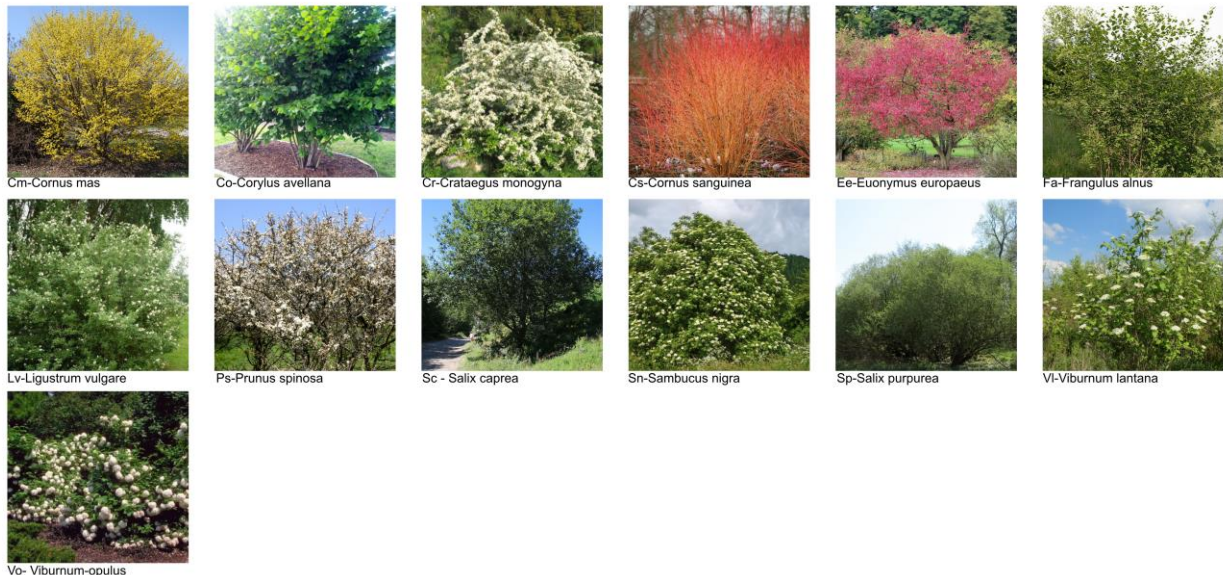 Cm-Cornus mas
Co-Corylus avellana
Cr-Crataegus monogyna
Cs-Cornus sanguinea
Ee-Euonymus europaeus
Fa-Frangulus alnus
Lv-Ligustrum vulgare
Ps-Prunus spinosa
Sc - Salix caprea
Sn-Sambucus nigra
Sp-Salix purpurea
Vl-Viburnum lantana
Vo- Viburnum-opulus